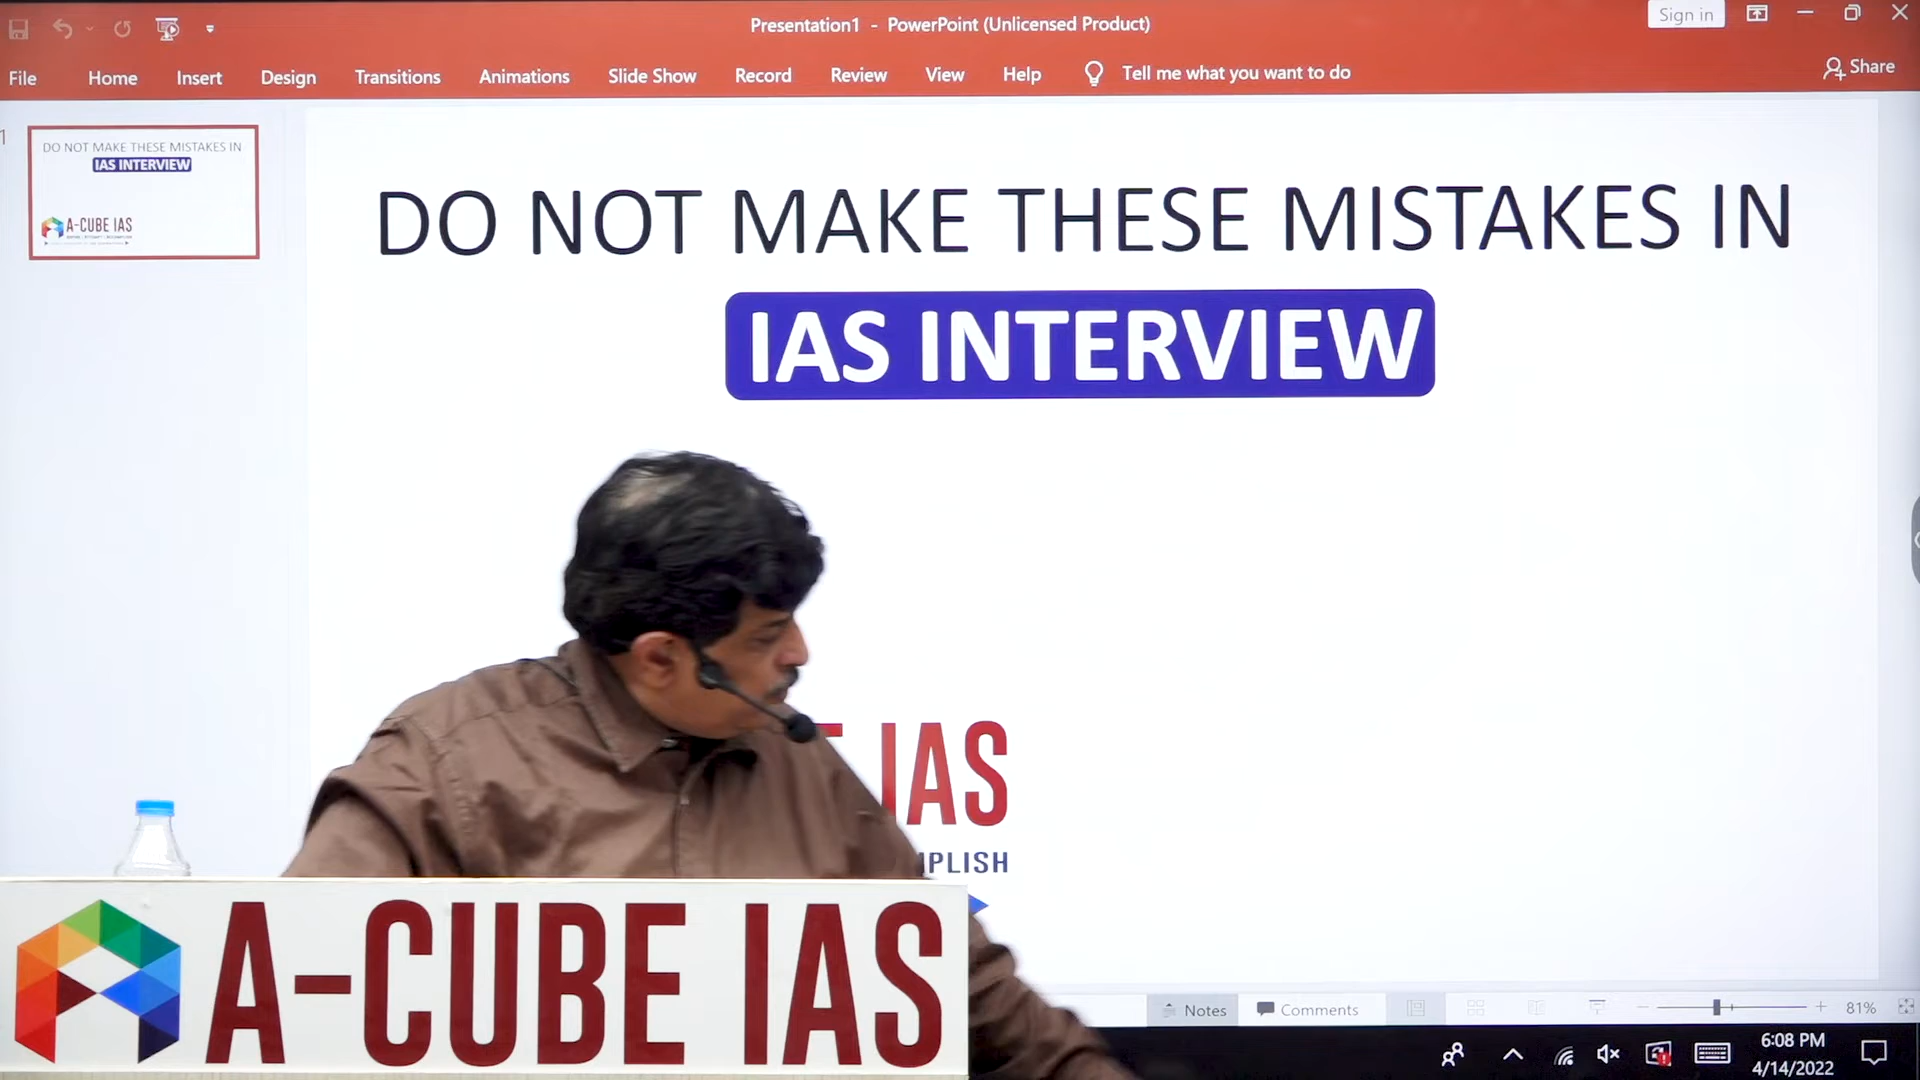 Presentation1 - PowerPoint (Unlicensed Product)
Sign in
File Home Insert Design Transitions Animations Slide Show Record Review View Help Tell me what you want to do
Share
1
DO NOT MAKE THESE MISTAKES IN
IAS INTERVIEW
A-CUBE IAS
DO NOT MAKE THESE MISTAKES IN
IAS INTERVIEW
IAS
MPLISH
A-CUBE IAS
Notes Comments 81%
6:08 PM
4/14/2022